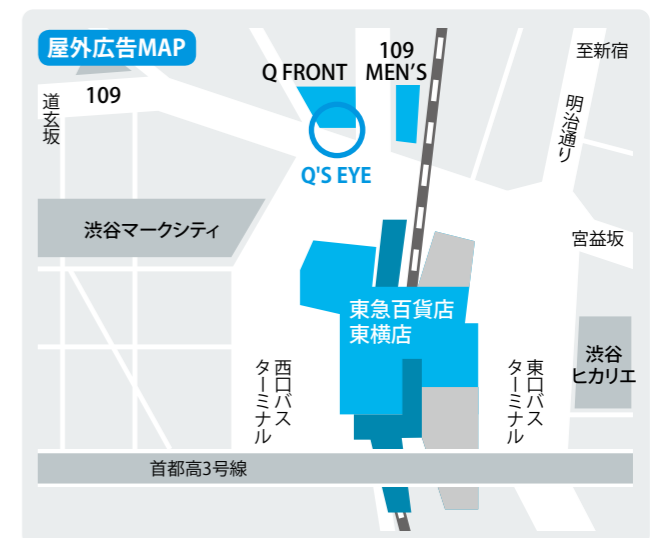 屋外広告MAP
109
Q FRONT
MEN'S
至新宿
道玄坂
109
明治通り
Q'S EYE
渋谷マークシティ
宮益坂
東急百貨店
東横店
渋谷
ヒカリエ
西口バス
ターミナル
東口バス
ターミナル
首都高3号線